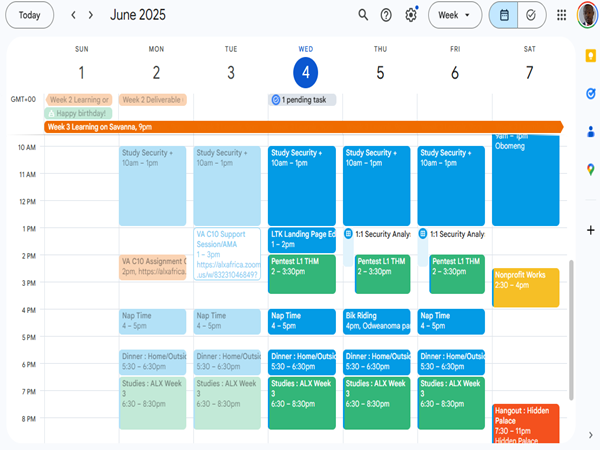 Today
June 2025
Week
SUN
MON
TUE
WED
THU
FRI
SAT
GMT+00
1
2
3
4
5
6
7
Week 2 Learning or
Week 2 Deliverable
1 pending task
Happy birthday!
Week 3 Learning on Savanna, 9pm
10 AM
11 AM
12 PM
1 PM
2 PM
3 PM
4 PM
5 PM
6 PM
7 PM
8 PM
Study Security +
10am – 1pm
VA C10 Assignment
2pm, https://alxafrica.
Nap Time
4 – 5pm
Dinner : Home/Outsid
5:30 – 6:30pm
Studies : ALX Week
3
6:30 – 8:30pm
Study Security +
10am – 1pm
VA C10 Support
Session/AMA
1 – 3pm
https://alxafrica.zoom
.us/w/83231046849?
Nap Time
4 – 5pm
Dinner : Home/Outsid
5:30 – 6:30pm
Studies : ALX Week
3
6:30 – 8:30pm
Study Security +
10am – 1pm
LTK Landing Page Ed
1 – 2pm
Pentest L1 THM
2 – 3:30pm
Nap Time
4 – 5pm
Dinner : Home/Outsid
5:30 – 6:30pm
Studies : ALX Week
3
6:30 – 8:30pm
Study Security +
10am – 1pm
1:1 Security Analy
Pentest L1 THM
2 – 3:30pm
Bik Riding
4pm, Odweanoma pa
Dinner : Home/Outsid
5:30 – 6:30pm
Studies : ALX Week
3
6:30 – 8:30pm
Study Security +
10am – 1pm
1:1 Security Analy
Pentest L1 THM
2 – 3:30pm
Nap Time
4 – 5pm
Dinner : Home/Outsid
5:30 – 6:30pm
Studies : ALX Week
3
6:30 – 8:30pm
9am – 1pm
Obomeng
Nonprofit Works
2:30 – 4pm
Hangout : Hidden
Palace
7:30 – 11pm
Hidden Palace